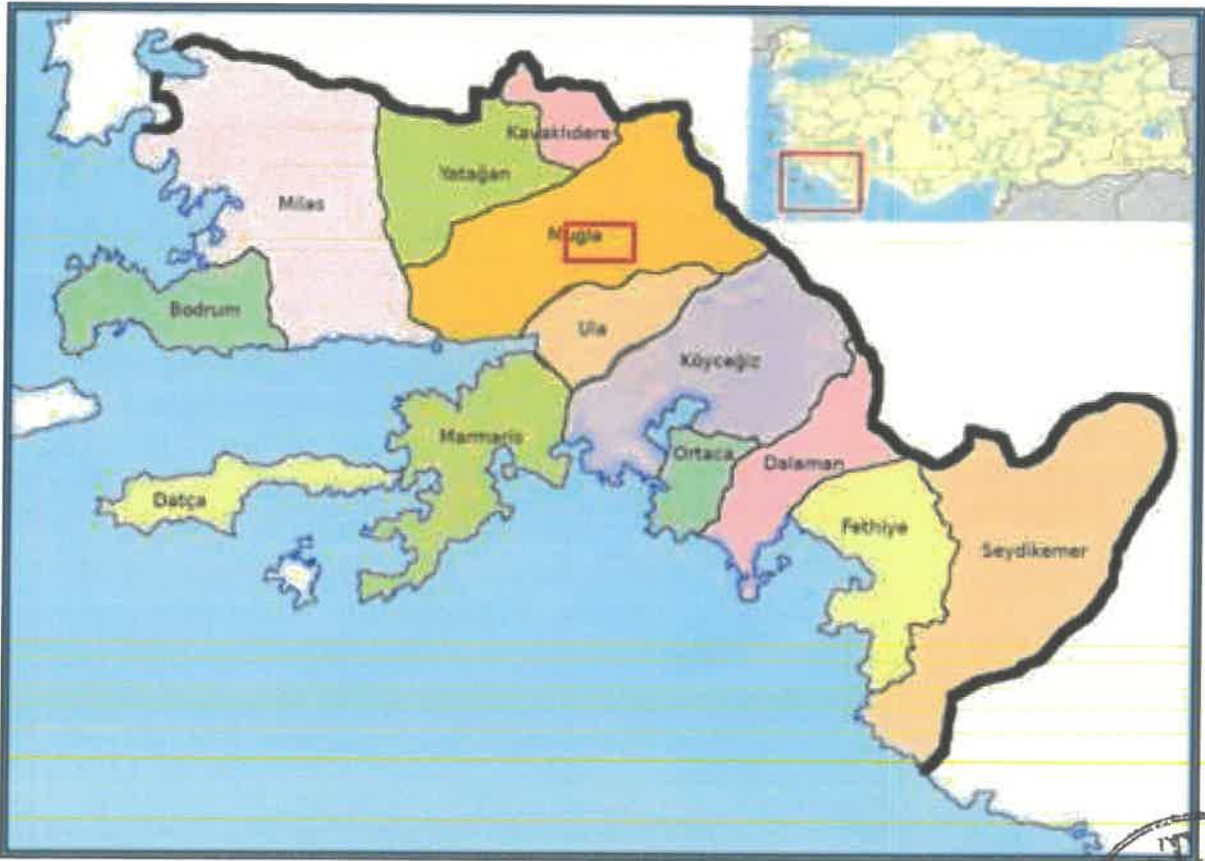 Kavaklıdere
Yatağan
Milas
Muğla
Bodrum
Ula
Köyceğiz
Marmaris
Ortaca
Dalaman
Datça
Fethiye
Seydikemer